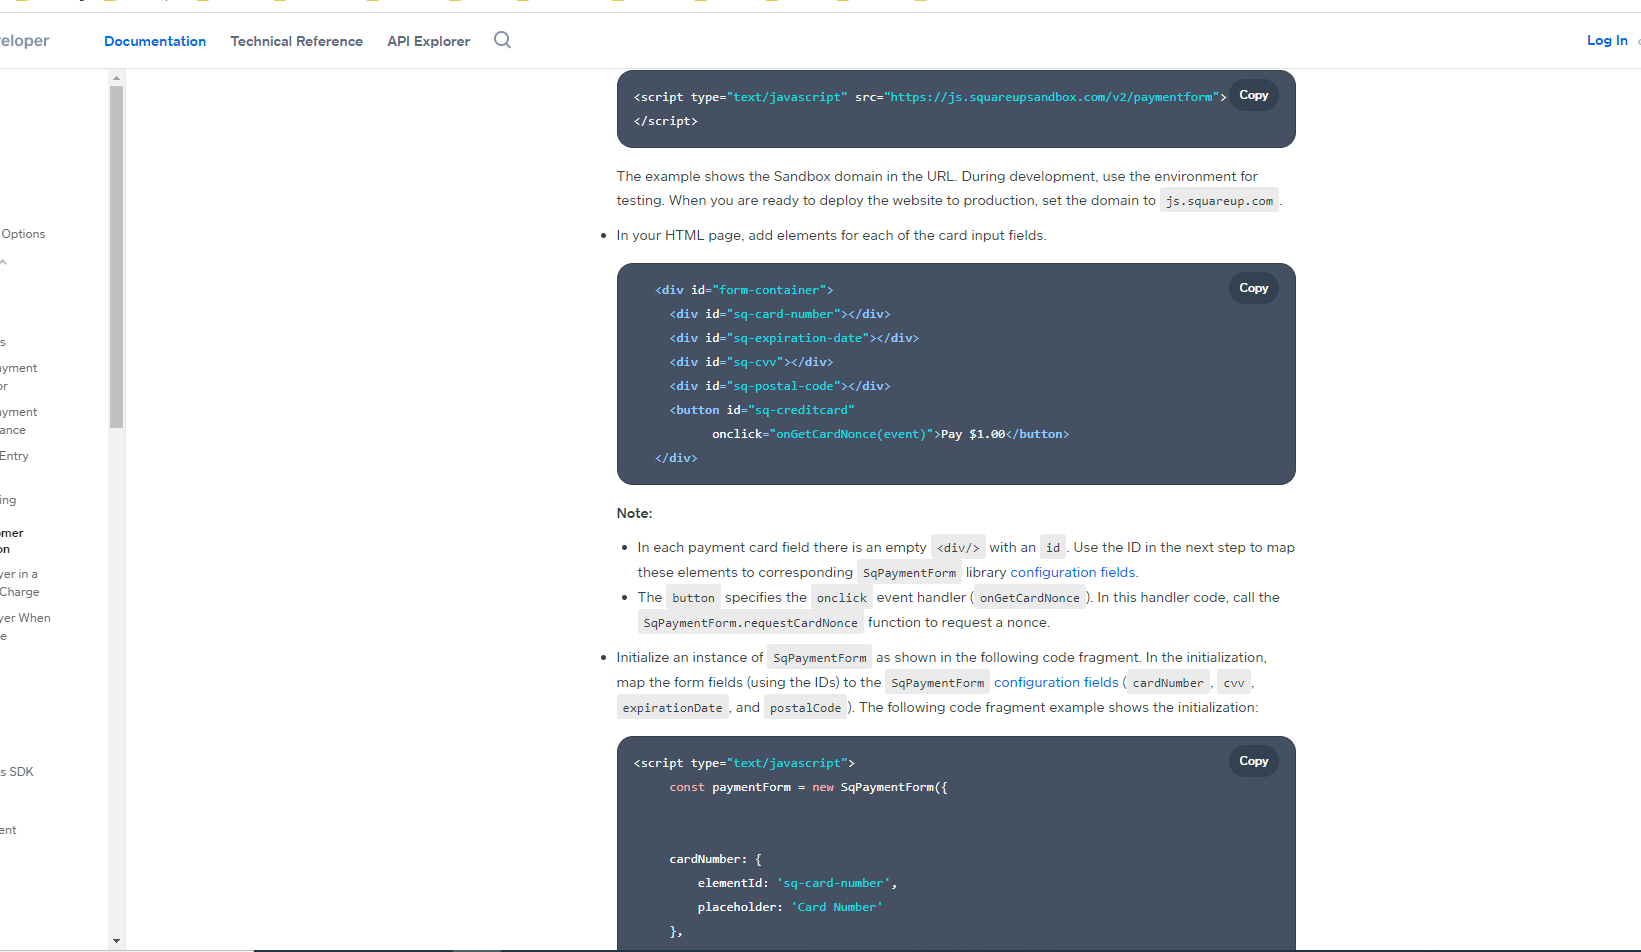 eloper
Documentation
Technical Reference
API Explorer
Log In
Options
s
yment
or
yment
ance
Entry
ing
omer
on
yer in a
Charge
yer When
e
s SDK
ent
<script type="text/javascript" src="https://js.squareupsandbox.com/v2/paymentform">
</script>
Copy
The example shows the Sandbox domain in the URL. During development, use the environment for
testing. When you are ready to deploy the website to production, set the domain to js.squareup.com.
• In your HTML page, add elements for each of the card input fields.
Copy
<div id="form-container">
<div id="sq-card-number"></div>
<div id="sq-expiration-date"></div>
<div id="sq-cvv"></div>
<div id="sq-postal-code"></div>
<button id="sq-creditcard"
onclick="onGetCardNonce(event)">Pay $1.00</button>
</div>
Note:
• In each payment card field there is an empty <div/> with an id. Use the ID in the next step to map
these elements to corresponding SqPaymentForm library configuration fields.
• The button specifies the onclick event handler (onGetCardNonce). In this handler code, call the
SqPaymentForm.requestCardNonce function to request a nonce.
• Initialize an instance of SqPaymentForm as shown in the following code fragment. In the initialization,
map the form fields (using the IDs) to the SqPaymentForm configuration fields (cardNumber, cvv,
expirationDate, and postalCode). The following code fragment example shows the initialization:
Copy
<script type="text/javascript">
const paymentForm = new SqPaymentForm({
cardNumber: {
elementId: 'sq-card-number',
placeholder: 'Card Number'
},